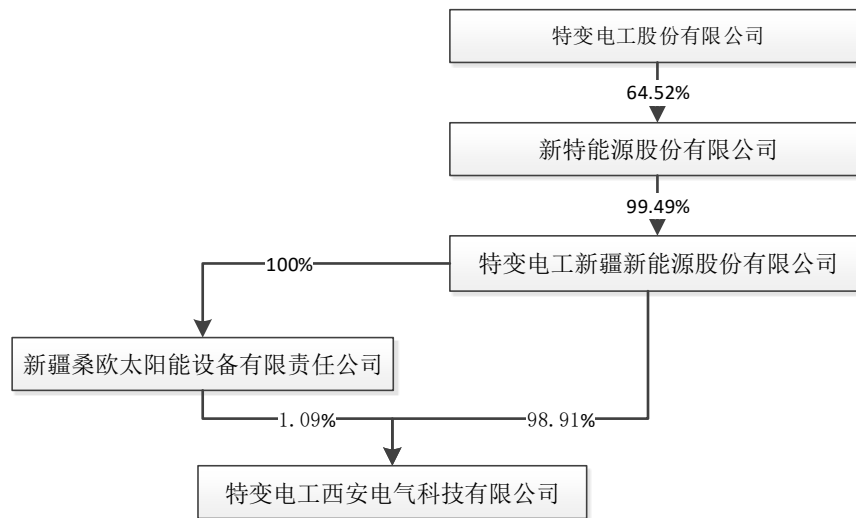 特变电工股份有限公司
64.52%
新特能源股份有限公司
99.49%
特变电工新疆新能源股份有限公司
100%
新疆桑欧太阳能设备有限责任公司
1.09%
98.91%
特变电工西安电气科技有限公司